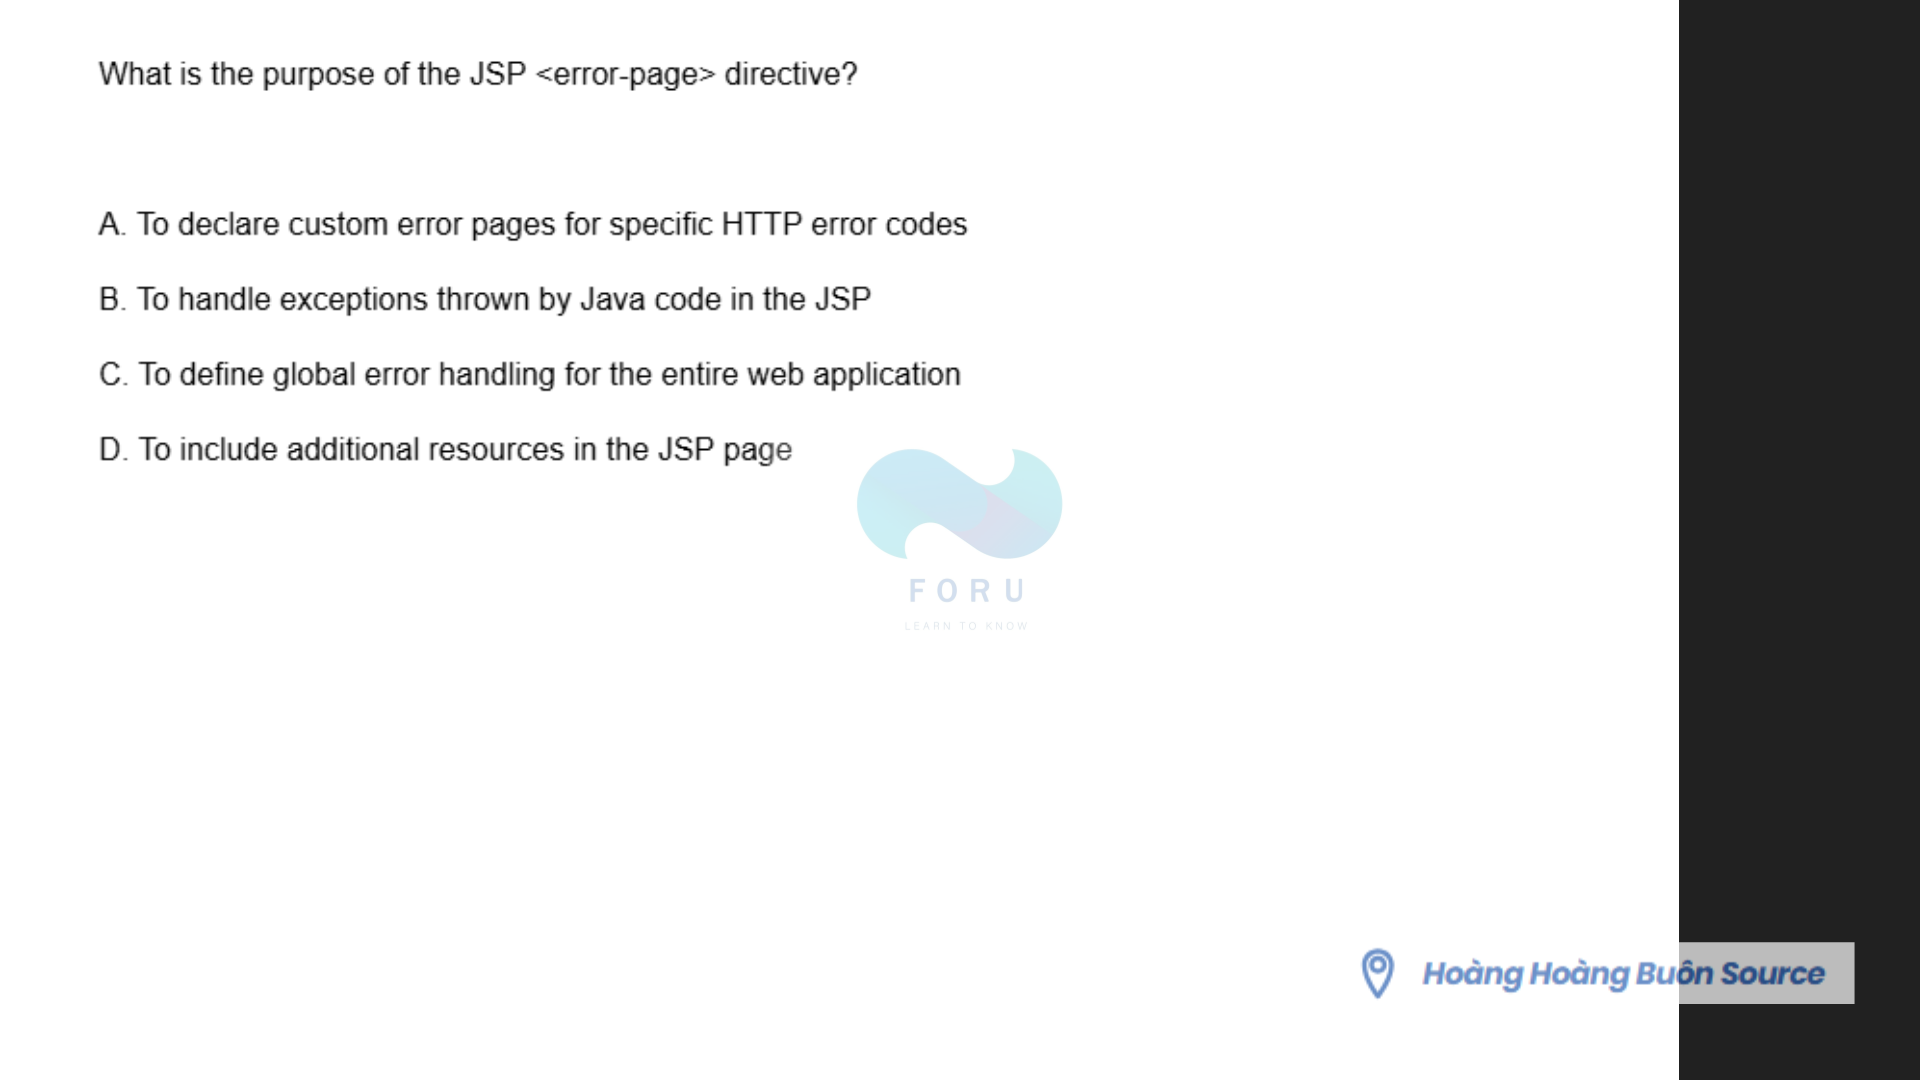 What is the purpose of the JSP <error-page> directive?
A. To declare custom error pages for specific HTTP error codes
B. To handle exceptions thrown by Java code in the JSP
C. To define global error handling for the entire web application
D. To include additional resources in the JSP page
FORU
LEARN TO KNOW
Hoàng Hoàng Buôn Source